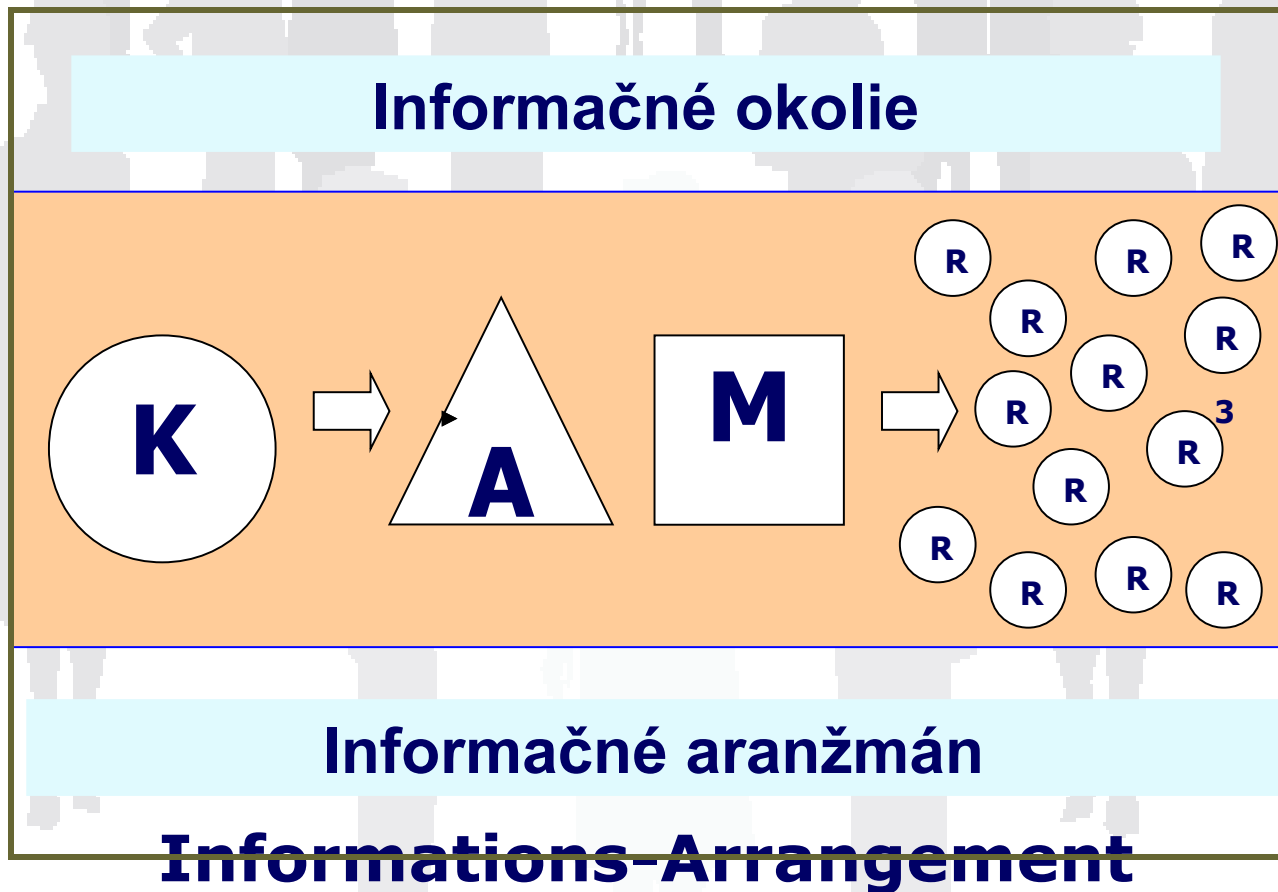 Informačné okolie
R R R
R R
K A M R R 3
R R
R R R R
Informačné aranžmán
Informations-Arrangement